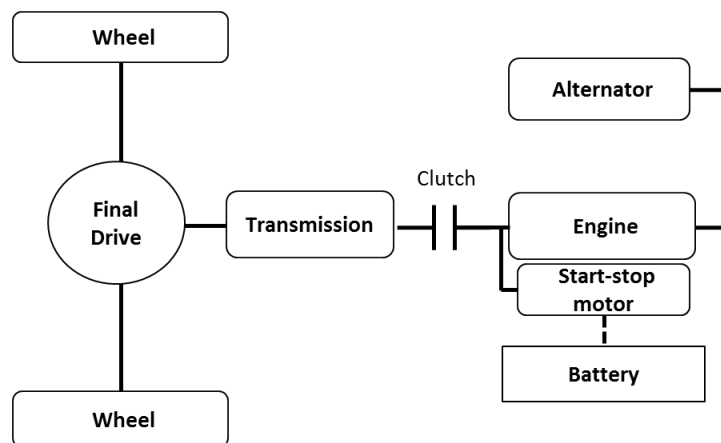 Wheel
Alternator
Clutch
Final
Drive
Transmission
Engine
Start-stop
motor
Battery
Wheel